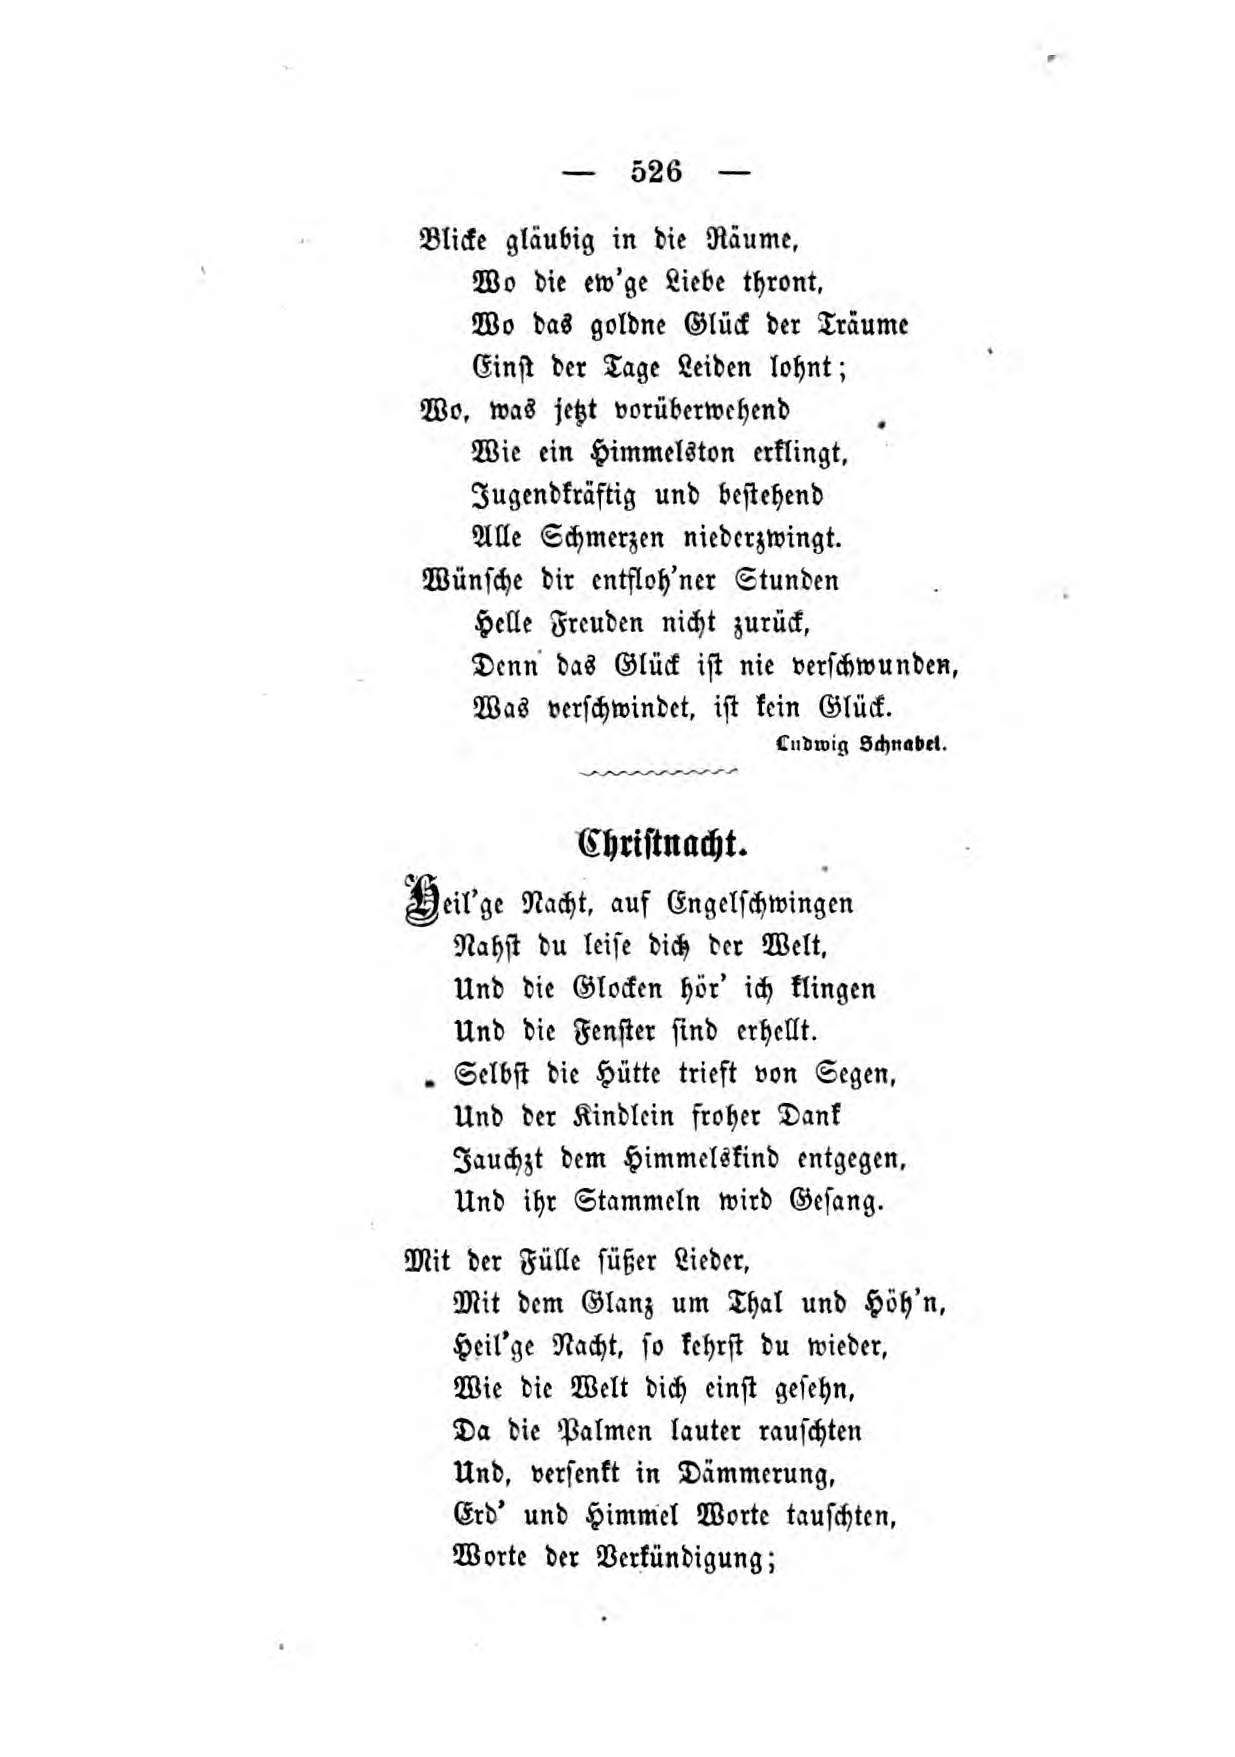 — 526 —
Blicke gläubig in die Räume,
Wo die ew'ge Liebe thront,
Wo das goldne Glück der Träume
Einſt der Tage Leiden lohnt;
Wo, was jetzt vorüberwehend
Wie ein Himmelston erklingt,
Jugendkräftig und beſtehend
Alle Schmerzen niederzwingt.
Wünſche dir entfloh'ner Stunden
Helle Freuden nicht zurück,
Denn das Glück iſt nie verſchwunden,
Was verſchwindet, iſt kein Glück.
Ludwig Schnabel.
Chriſtnacht.
Heil'ge Nacht, auf Engelſchwingen
Nahſt du leiſe dich der Welt,
Und die Glocken hör' ich klingen
Und die Fenſter ſind erhellt.
Selbſt die Hütte trieft von Segen,
Und der Kindlein froher Dank
Jauchzt dem Himmelskind entgegen,
Und ihr Stammeln wird Geſang.
Mit der Fülle ſüßer Lieder,
Mit dem Glanz um Thal und Höh'n,
Heil'ge Nacht, ſo kehrſt du wieder,
Wie die Welt dich einſt geſehn,
Da die Palmen lauter rauſchten
Und, verſenkt in Dämmerung,
Erd' und Himmel Worte tauſchten,
Worte der Verkündigung;